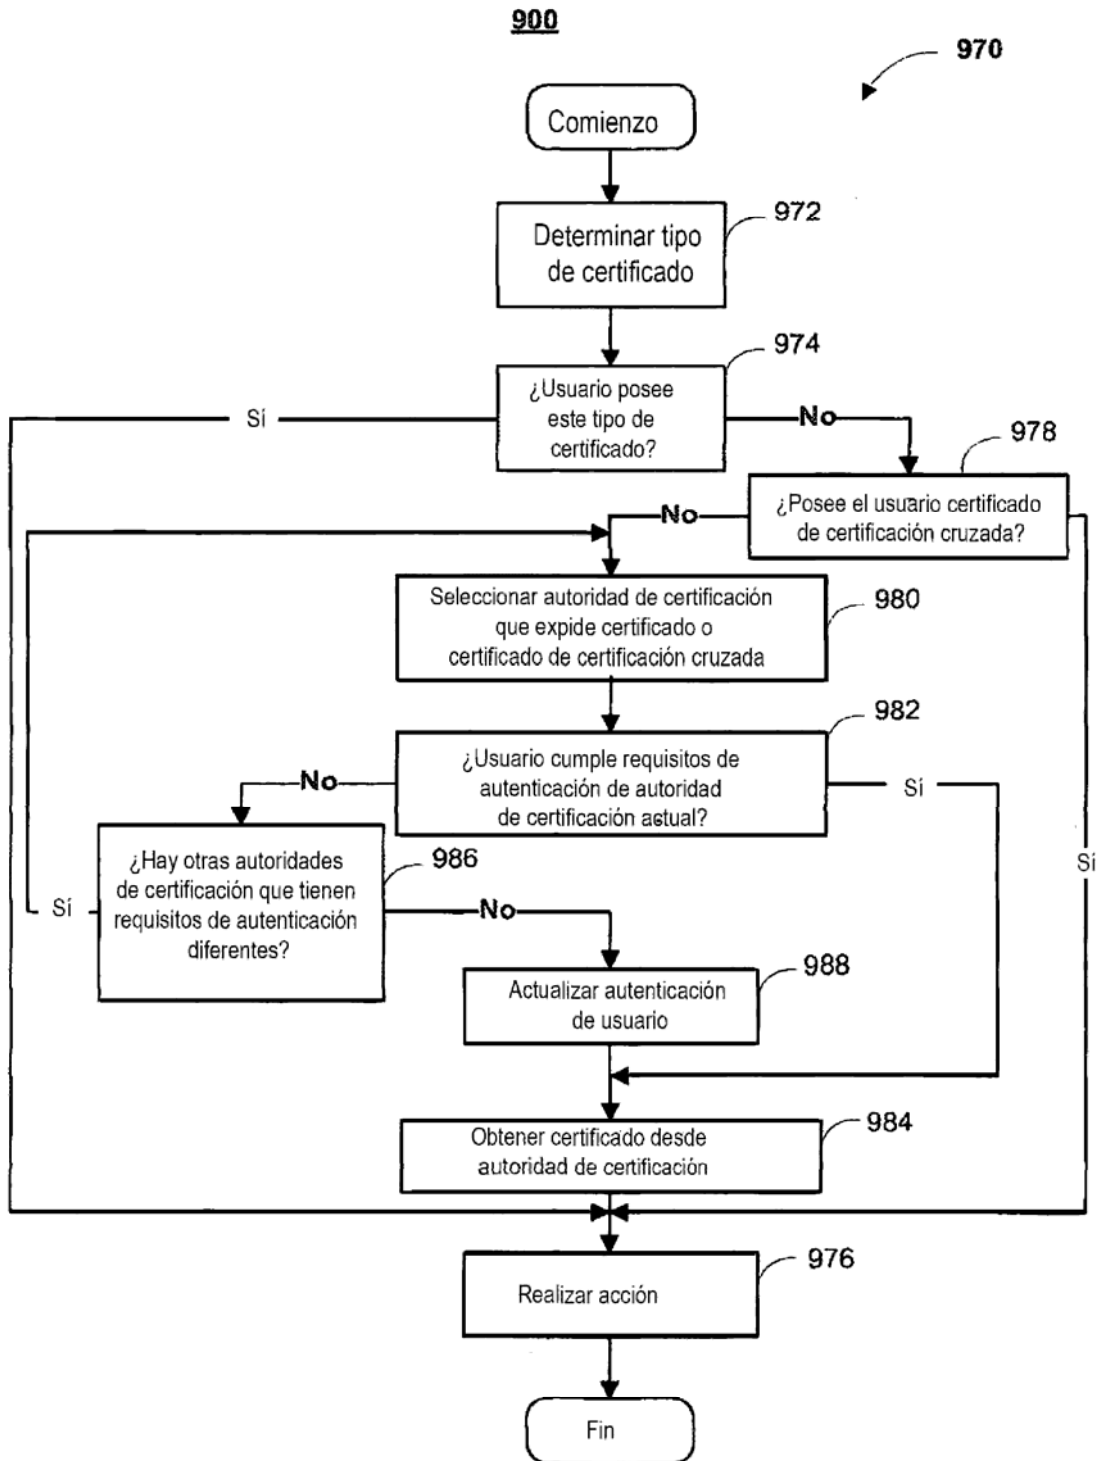 900
970
Comienzo
972
Determinar tipo
de certificado
974
¿Usuario posee
este tipo de
certificado?
Sí
No
978
¿Posee el usuario certificado
de certificación cruzada?
No
980
Seleccionar autoridad de certificación
que expide certificado o
certificado de certificación cruzada
982
¿Usuario cumple requisitos de
autenticación de autoridad
de certificación actual?
No
Sí
Sí
986
¿Hay otras autoridades
de certificación que tienen
requisitos de autenticación
diferentes?
Sí
No
988
Actualizar autenticación
de usuario
984
Obtener certificado desde
autoridad de certificación
976
Realizar acción
Fin